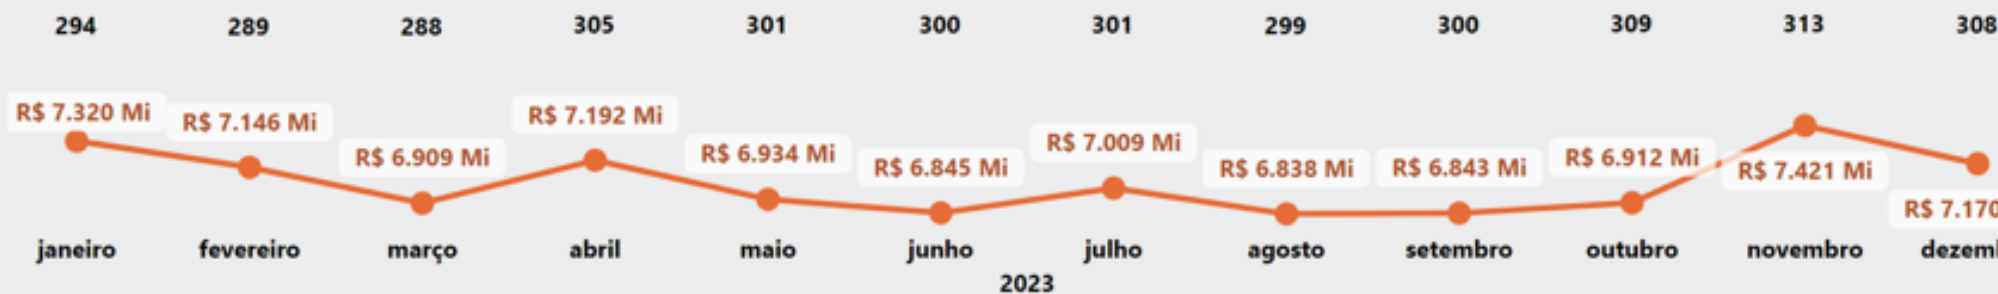 294 289 288 305 301 300 301 299 300 309 313 308
R$ 7.320 Mi R$ 7.146 Mi R$ 6.909 Mi R$ 7.192 Mi R$ 6.934 Mi R$ 6.845 Mi R$ 7.009 Mi R$ 6.838 Mi R$ 6.843 Mi R$ 6.912 Mi R$ 7.421 Mi R$ 7.170
janeiro fevereiro março abril maio junho julho agosto setembro outubro novembro
2023